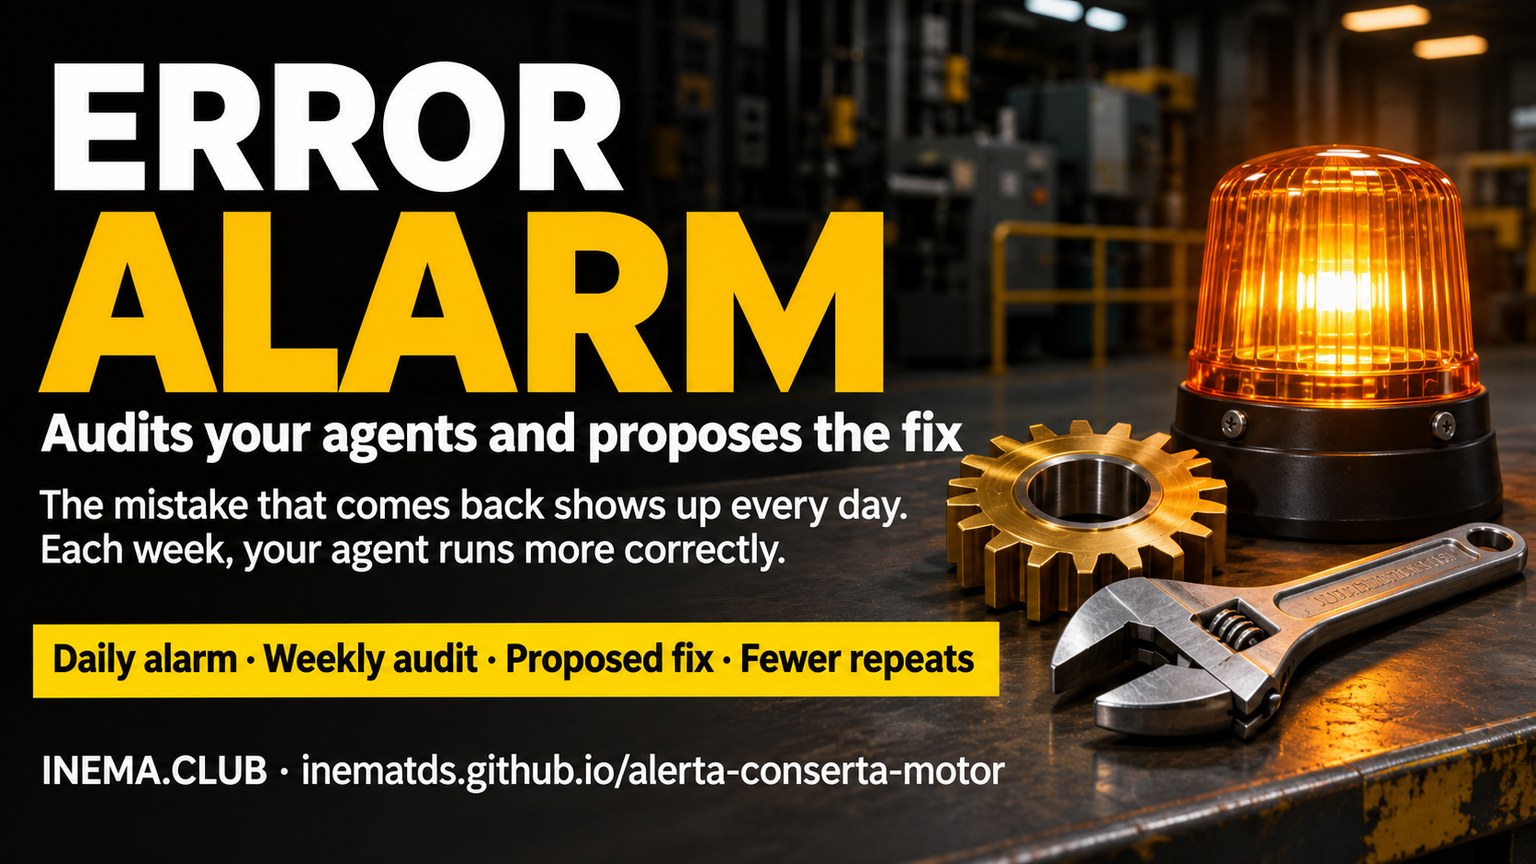 ERROR
ALARM
Audits your agents and proposes the fix
The mistake that comes back shows up every day.
Each week, your agent runs more correctly.
Daily alarm · Weekly audit · Proposed fix · Fewer repeats
INEMA.CLUB · inematds.github.io/alerta-conserta-motor